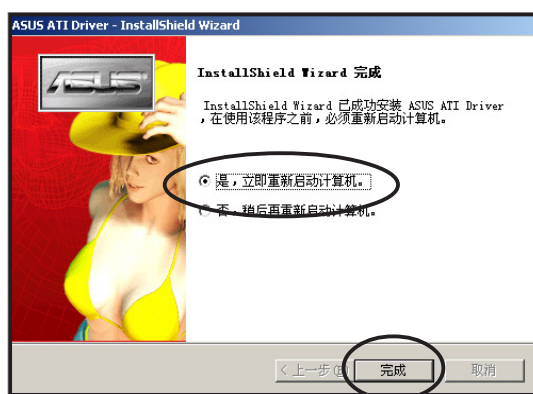 ASUS ATI Driver - InstallShield Wizard
ASUS
InstallShield Wizard 完成
InstallShield Wizard 已成功安装 ASUS ATI Driver
，在使用该程序之前，必须重新启动计算机。
是，立即重新启动计算机。
否，稍后再重新启动计算机。
< 上一步(B)
完成
取消